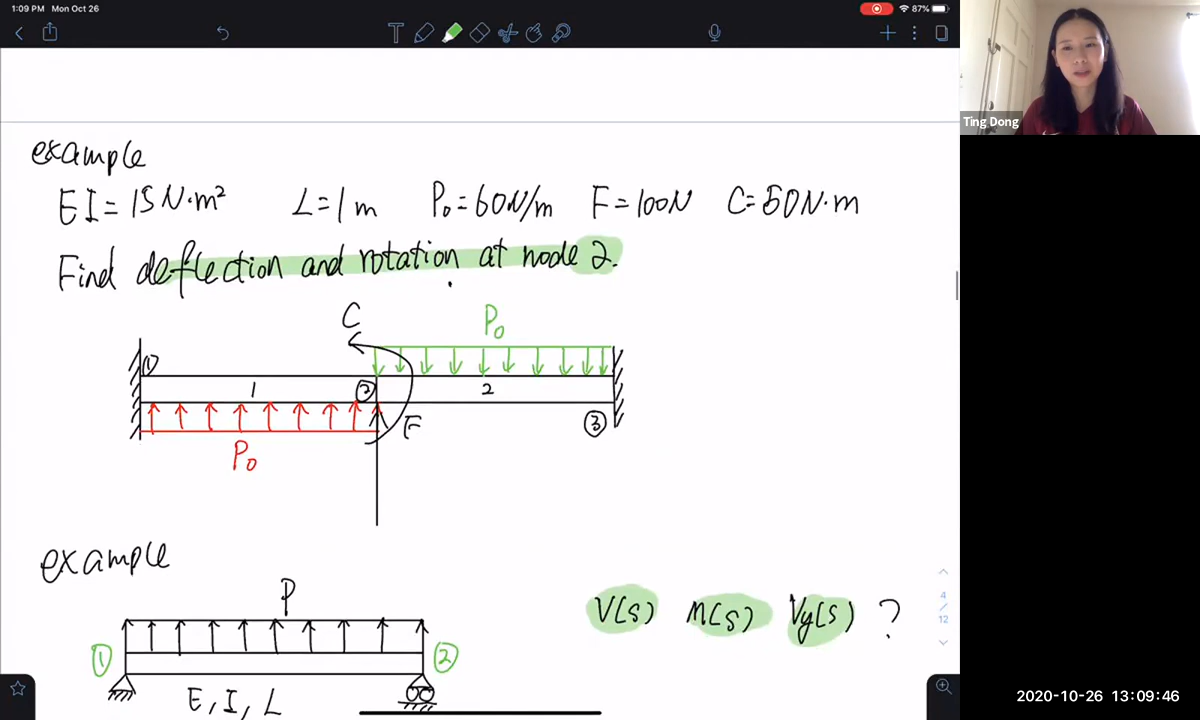 1:09 PM Mon Oct 26
87%
Ting Dong
example
EI = 15 N·m² L = 1 m P₀ = 60 N/m F = 100N C = 50 N·m
Find deflection and rotation at node 2.
C
P₀
① 1 ② 2
F
③
P₀
example
P
V(s) M(s) Vy(s) ?
① ②
E, I, L
4
/
12
2020-10-26 13:09:46